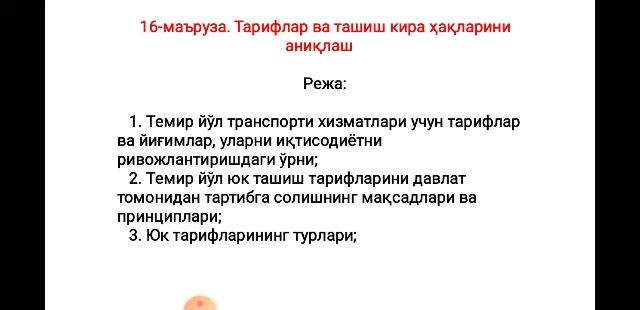 16-маъруза. Тарифлар ва ташиш кира ҳақларини
аниқлаш
Режа:
1. Темир йўл транспорти хизматлари учун тарифлар
ва йиғимлар, уларни иқтисодиётни
ривожлантиришдаги ўрни;
2. Темир йўл юк ташиш тарифларини давлат
томонидан тартибга солишнинг мақсадлари ва
принциплари;
3. Юк тарифларининг турлари;